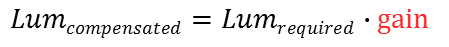 Lum_compensated = Lum_required · gain